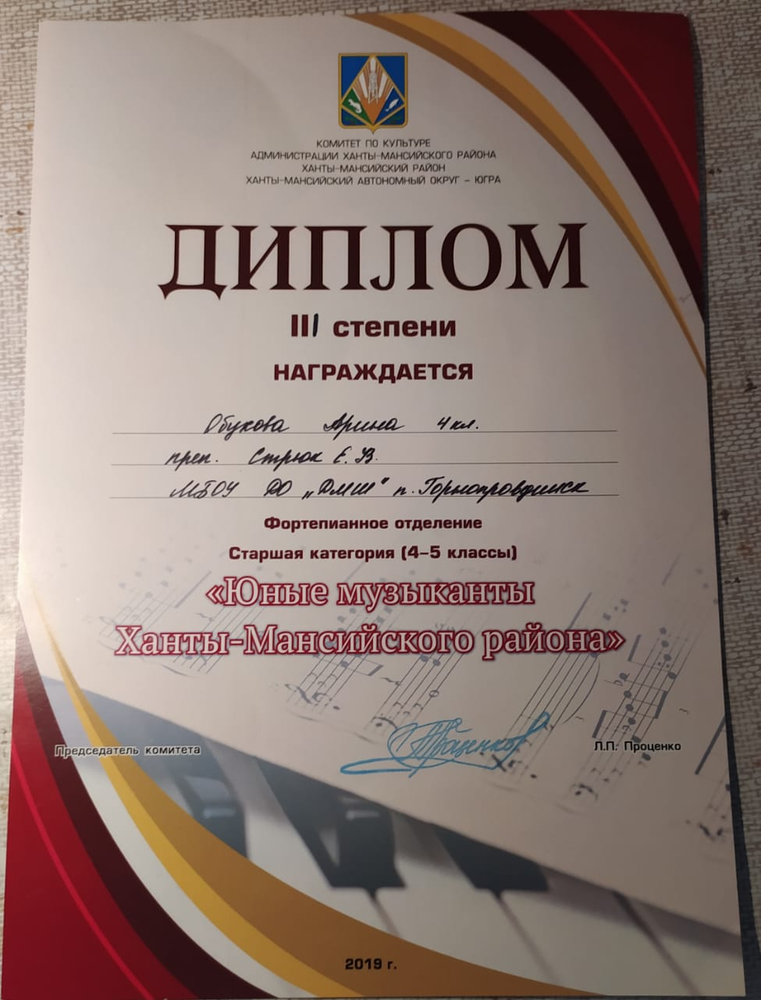 КОМИТЕТ ПО КУЛЬТУРЕ
АДМИНИСТРАЦИИ ХАНТЫ-МАНСИЙСКОГО РАЙОНА
ХАНТЫ-МАНСИЙСКИЙ РАЙОН
ХАНТЫ-МАНСИЙСКИЙ АВТОНОМНЫЙ ОКРУГ – ЮГРА
ДИПЛОМ
III степени
НАГРАЖДАЕТСЯ
Обухова Арина 4 кл.
преп. Стрюк Е.В.
МБОУ ДО „ДМШ" п. Горноправдинск
Фортепианное отделение
Старшая категория (4–5 классы)
«Юные музыканты
Ханты-Мансийского района»
Председатель комитета Л.П. Проценко
2019 г.